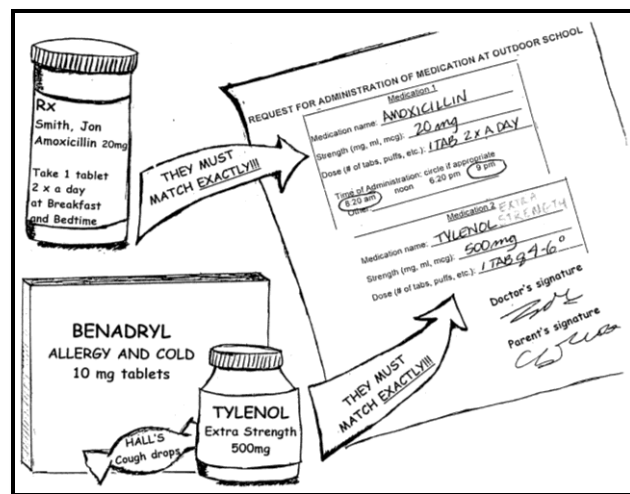 Rx
Smith, Jon
Amoxicillin 20mg
Take 1 tablet
2 x a day
at Breakfast
and Bedtime
THEY MUST
MATCH EXACTLY!!!
REQUEST FOR ADMINISTRATION OF MEDICATION AT OUTDOOR SCHOOL
Medication 1
Medication name: AMOXICILLIN
Strength (mg, ml, mcg): 20 mg
Dose (# of tabs, puffs, etc.): 1 TAB 2 X A DAY
Time of Administration: circle if appropriate
8:20 am noon 6:20 pm 9 pm
Other
Medication 2 EXTRA
STRENGTH
Medication name: TYLENOL
Strength (mg, ml, mcg): 500mg
Dose (# of tabs, puffs, etc.): 1 TAB 4-6°
Doctor's signature
Parent's signature
BENADRYL
ALLERGY AND COLD
10 mg tablets
HALL'S
Cough drops
TYLENOL
Extra Strength
500mg
THEY MUST
MATCH EXACTLY!!!